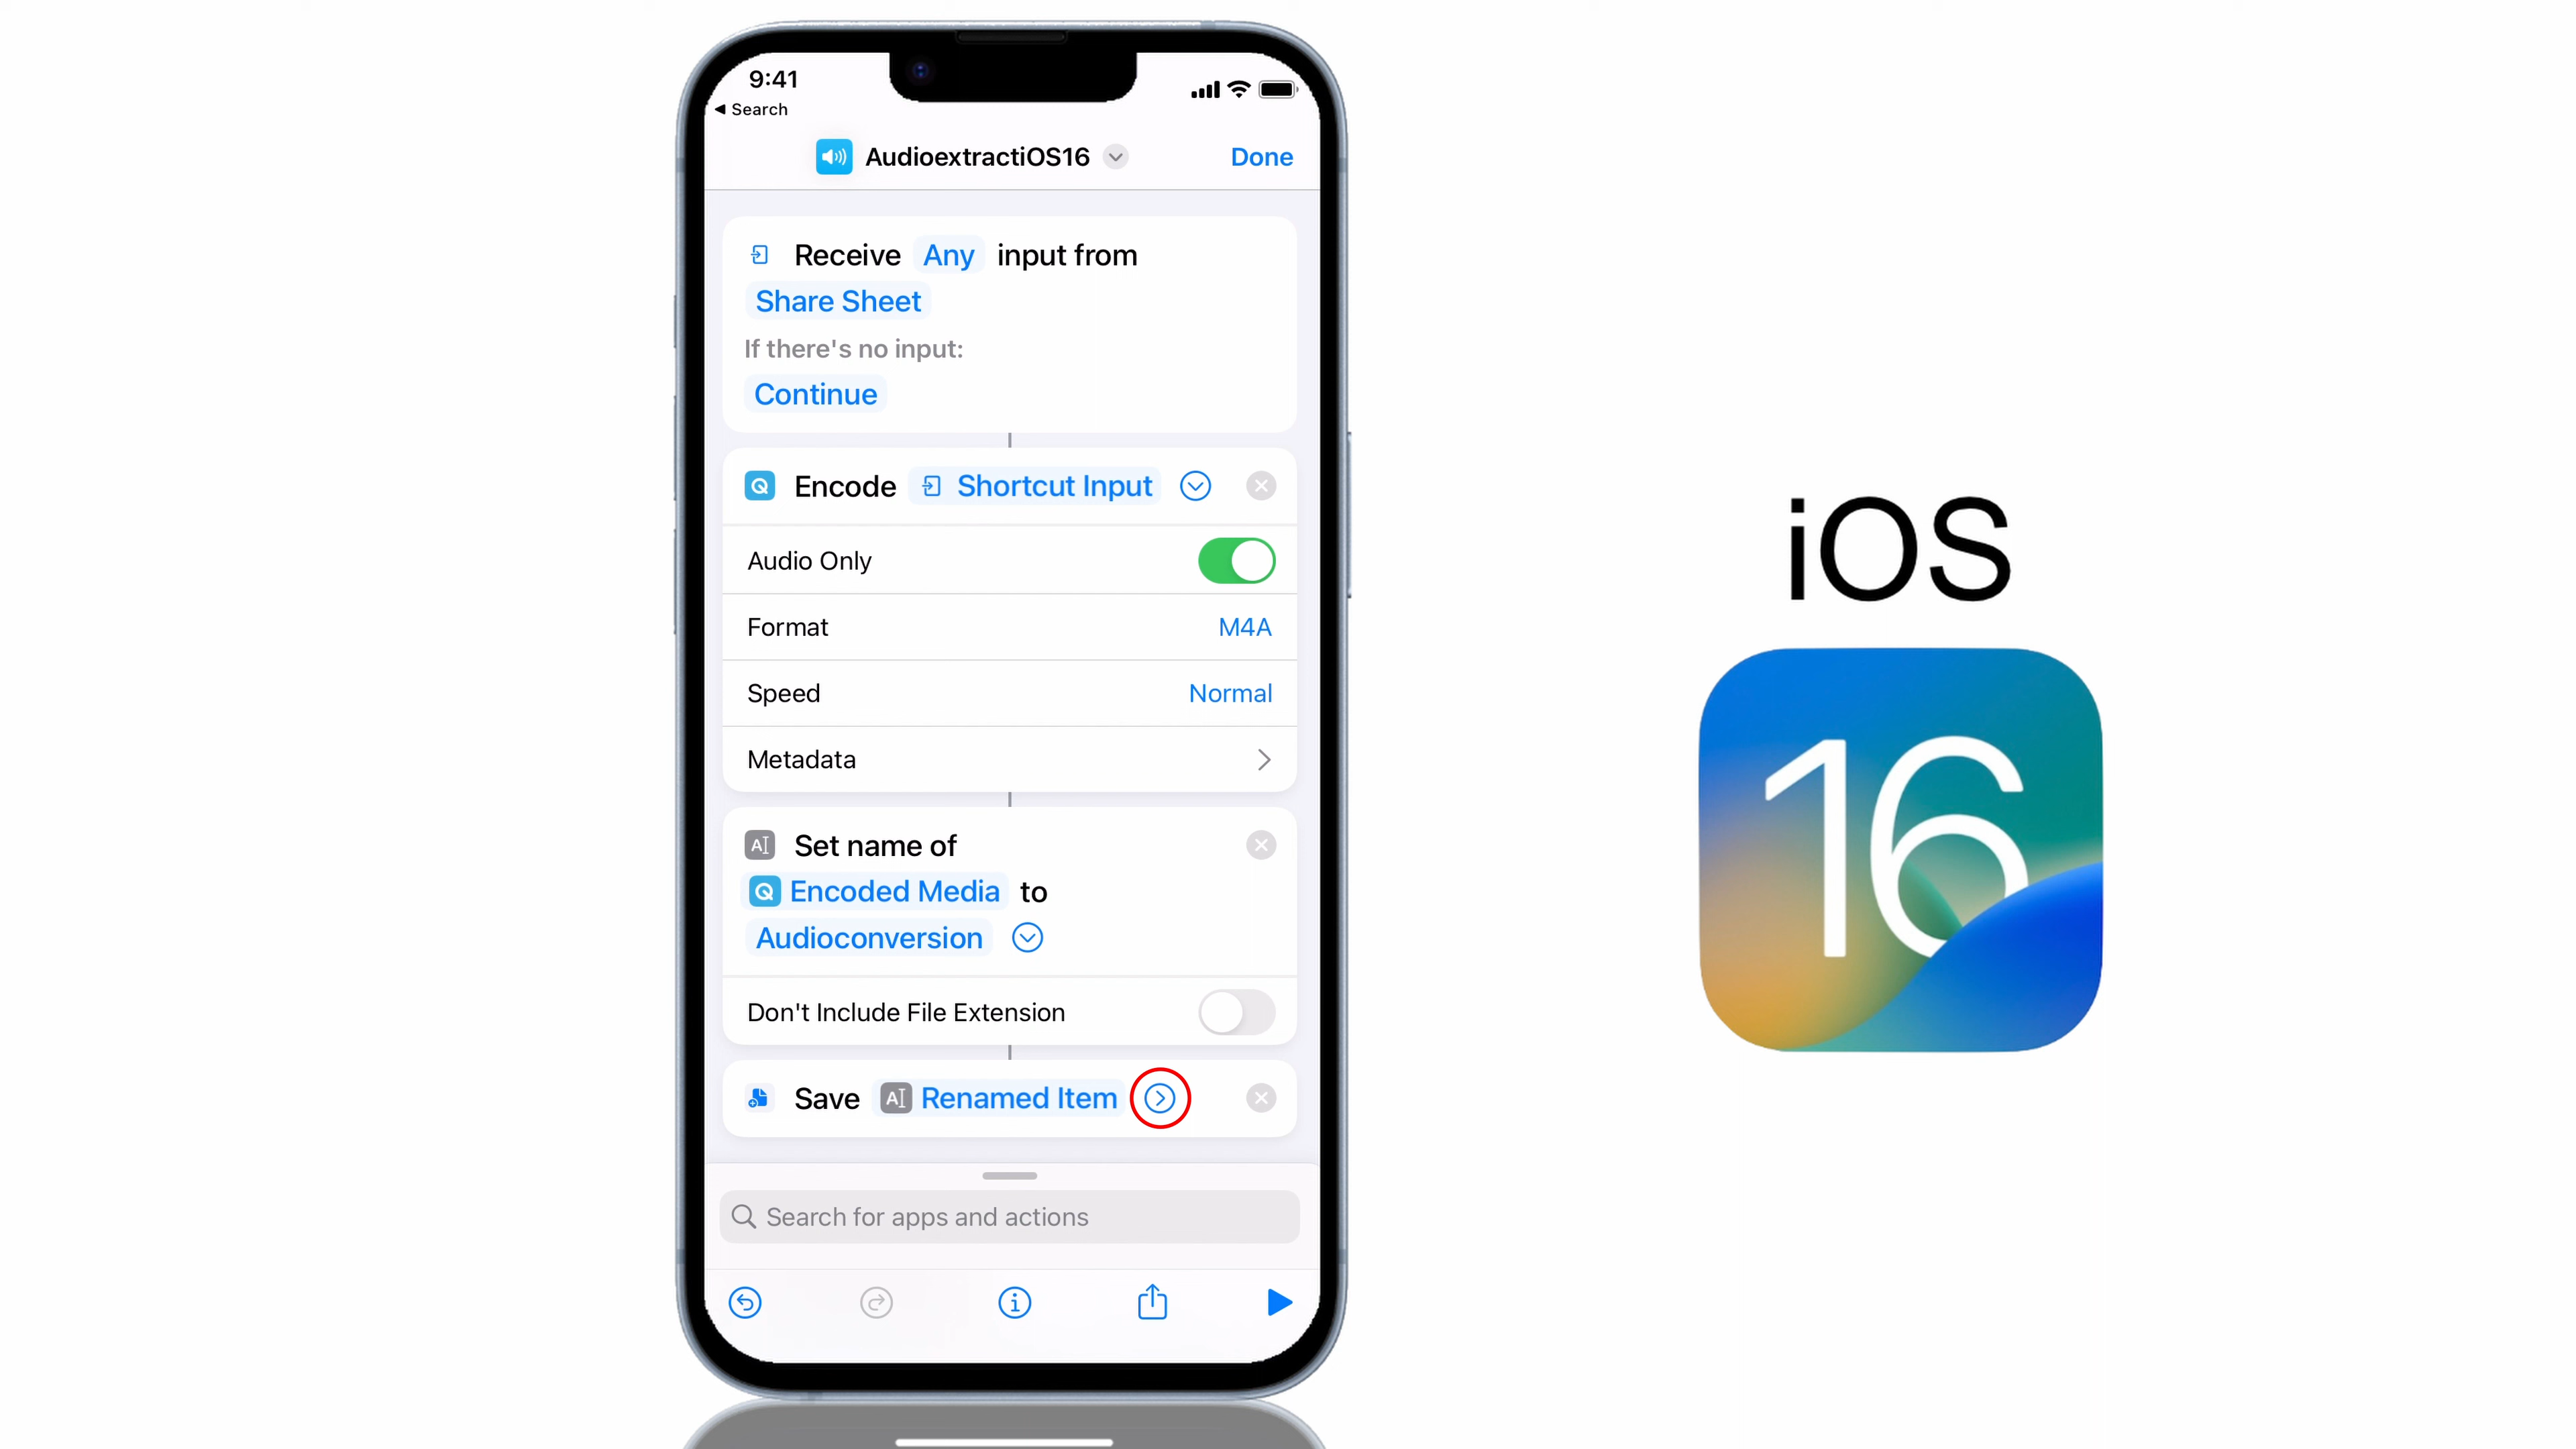 9:41
Search
AudioextractiOS16
Done
Receive Any input from
Share Sheet
If there's no input:
Continue
Encode Shortcut Input
Audio Only
Format M4A
Speed Normal
Metadata
Set name of
Encoded Media to
Audioconversion
Don't Include File Extension
Save Renamed Item
Search for apps and actions
iOS
16